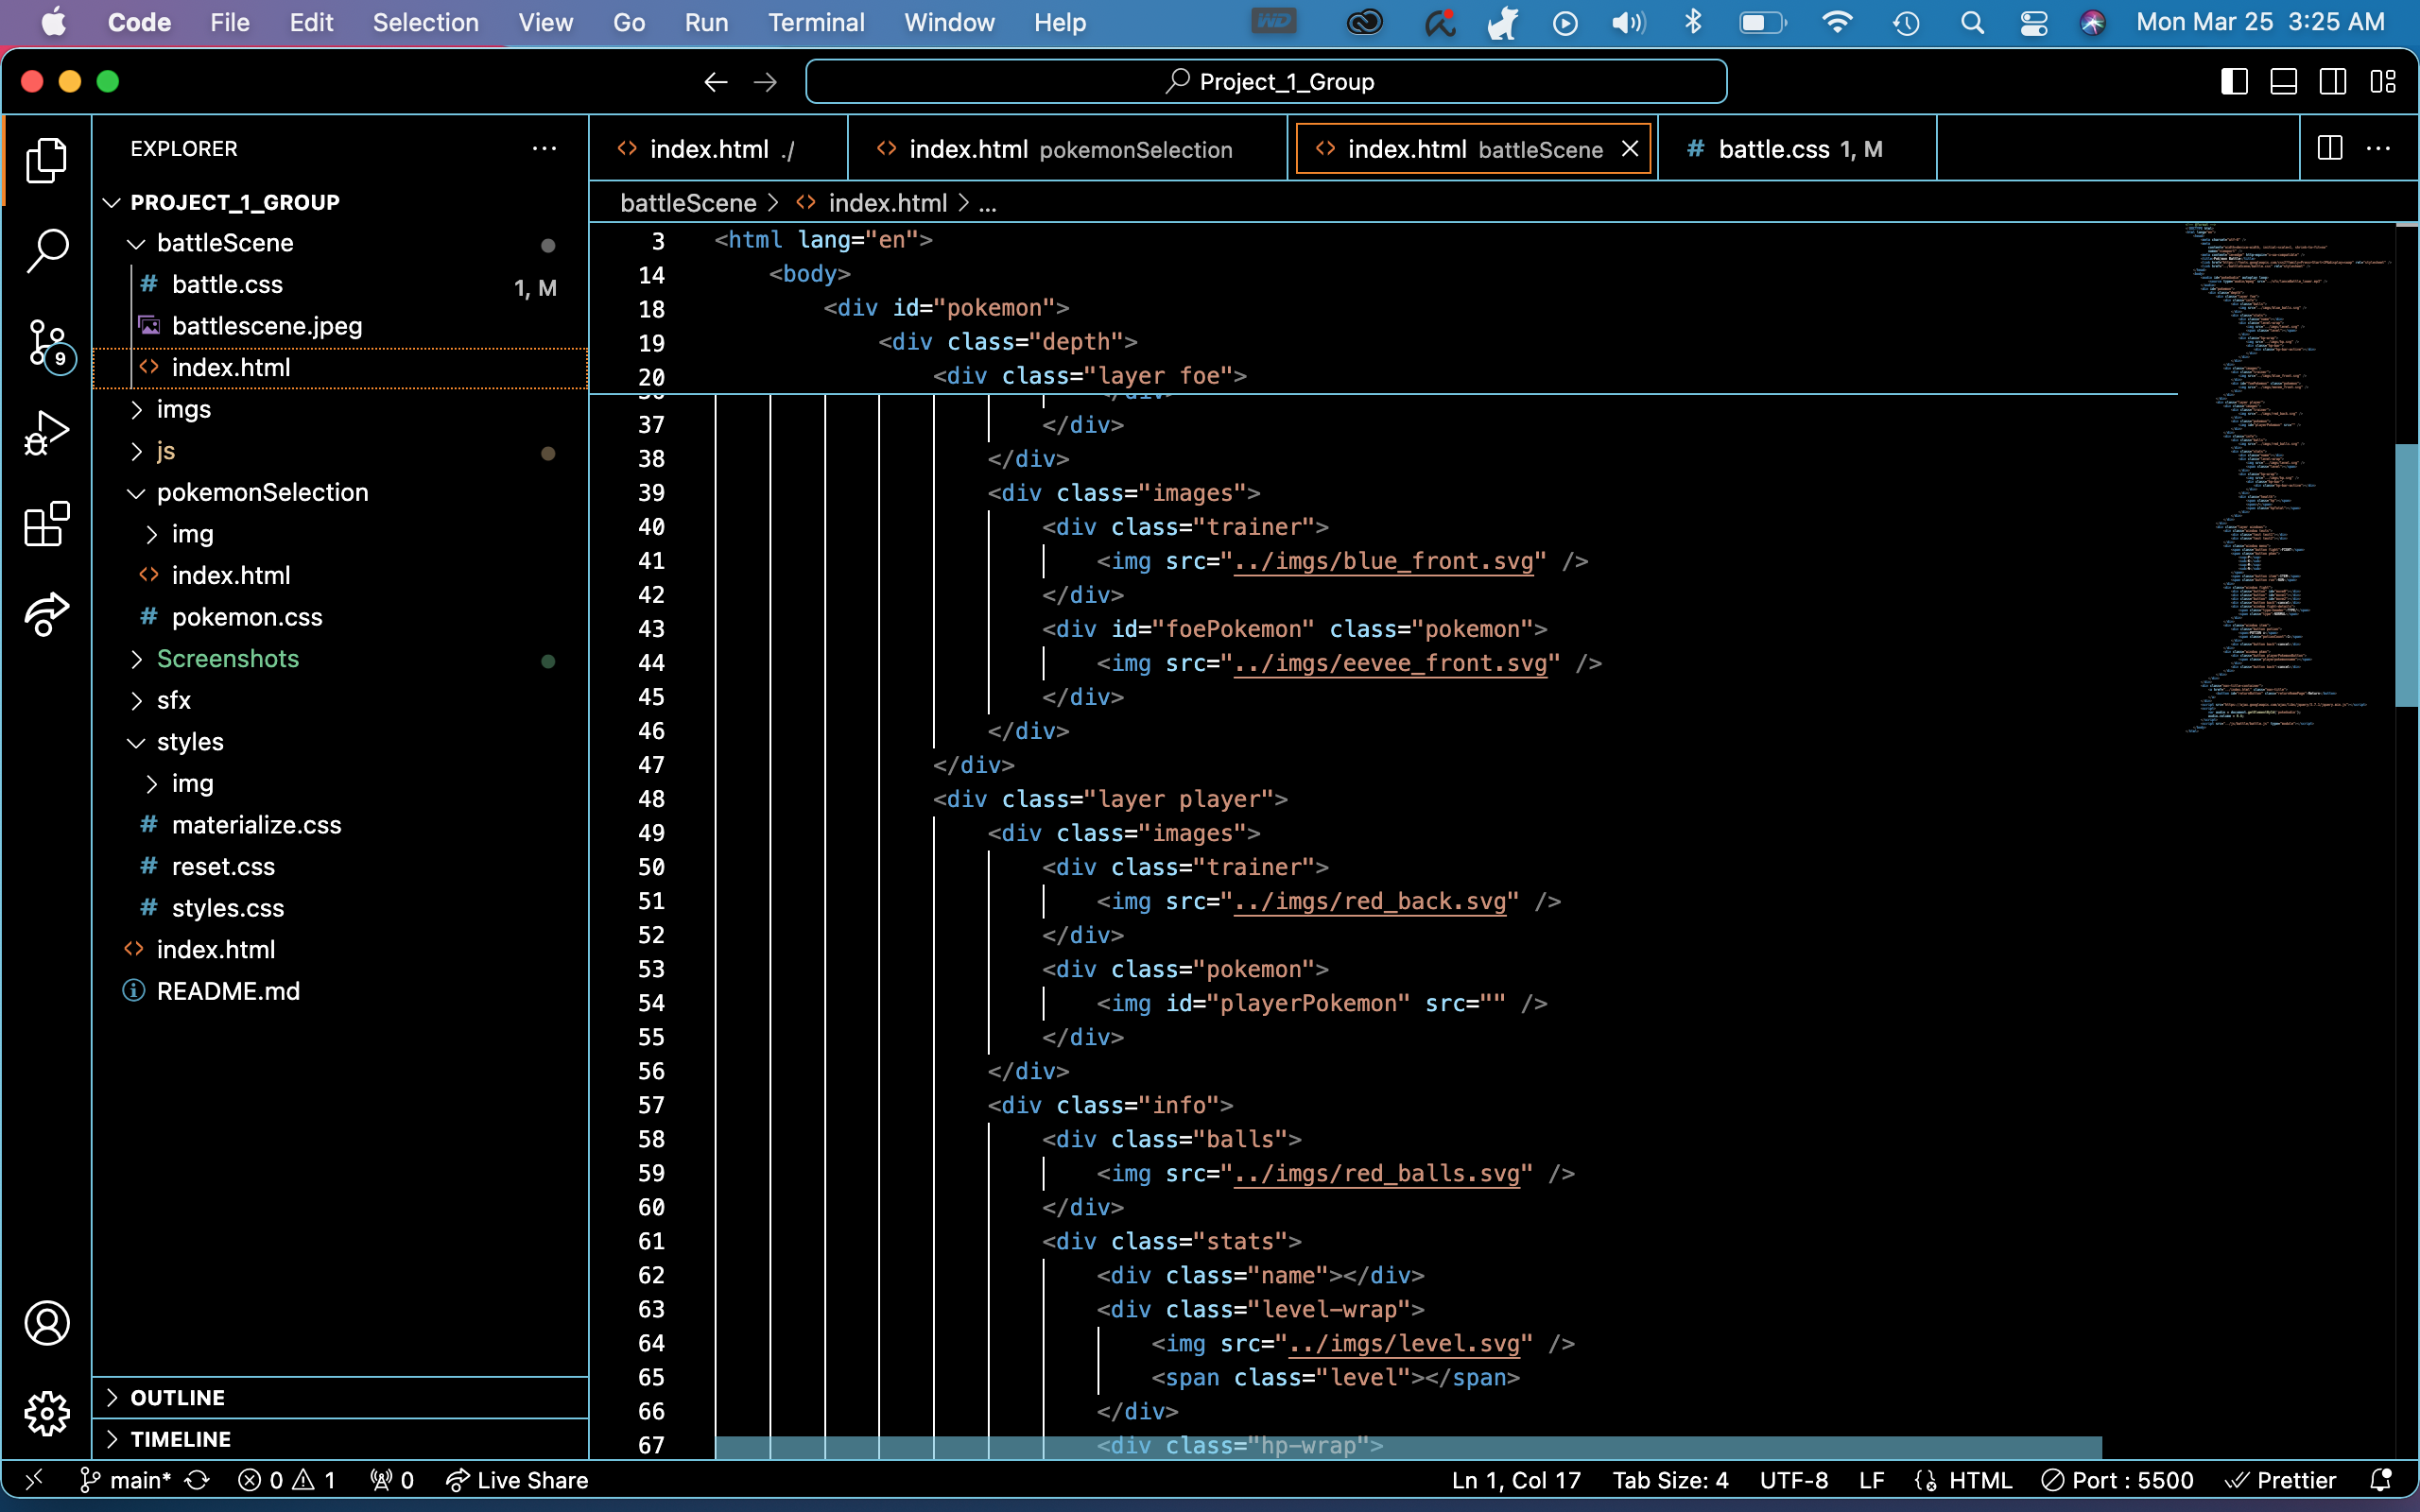 Code File Edit Selection View Go Run Terminal Window Help WD Mon Mar 25 3:25 AM
Project_1_Group
EXPLORER
PROJECT_1_GROUP
battleScene
battle.css 1, M
battlescene.jpeg
index.html
imgs
js
pokemonSelection
img
index.html
pokemon.css
Screenshots
sfx
styles
img
materialize.css
reset.css
styles.css
index.html
README.md
OUTLINE
TIMELINE
9
index.html ./ index.html pokemonSelection index.html battleScene battle.css 1, M
battleScene > index.html > ...
3 <html lang="en">
14 <body>
18 <div id="pokemon">
19 <div class="depth">
20 <div class="layer foe">
36 </div>
37 </div>
38 </div>
39 <div class="images">
40 <div class="trainer">
41 <img src="../imgs/blue_front.svg" />
42 </div>
43 <div id="foePokemon" class="pokemon">
44 <img src="../imgs/eevee_front.svg" />
45 </div>
46 </div>
47 </div>
48 <div class="layer player">
49 <div class="images">
50 <div class="trainer">
51 <img src="../imgs/red_back.svg" />
52 </div>
53 <div class="pokemon">
54 <img id="playerPokemon" src="" />
55 </div>
56 </div>
57 <div class="info">
58 <div class="balls">
59 <img src="../imgs/red_balls.svg" />
60 </div>
61 <div class="stats">
62 <div class="name"></div>
63 <div class="level-wrap">
64 <img src="../imgs/level.svg" />
65 <span class="level"></span>
66 </div>
67 <div class="hp-wrap">
main* 0 1 0 Live Share Ln 1, Col 17 Tab Size: 4 UTF-8 LF HTML Port : 5500 Prettier